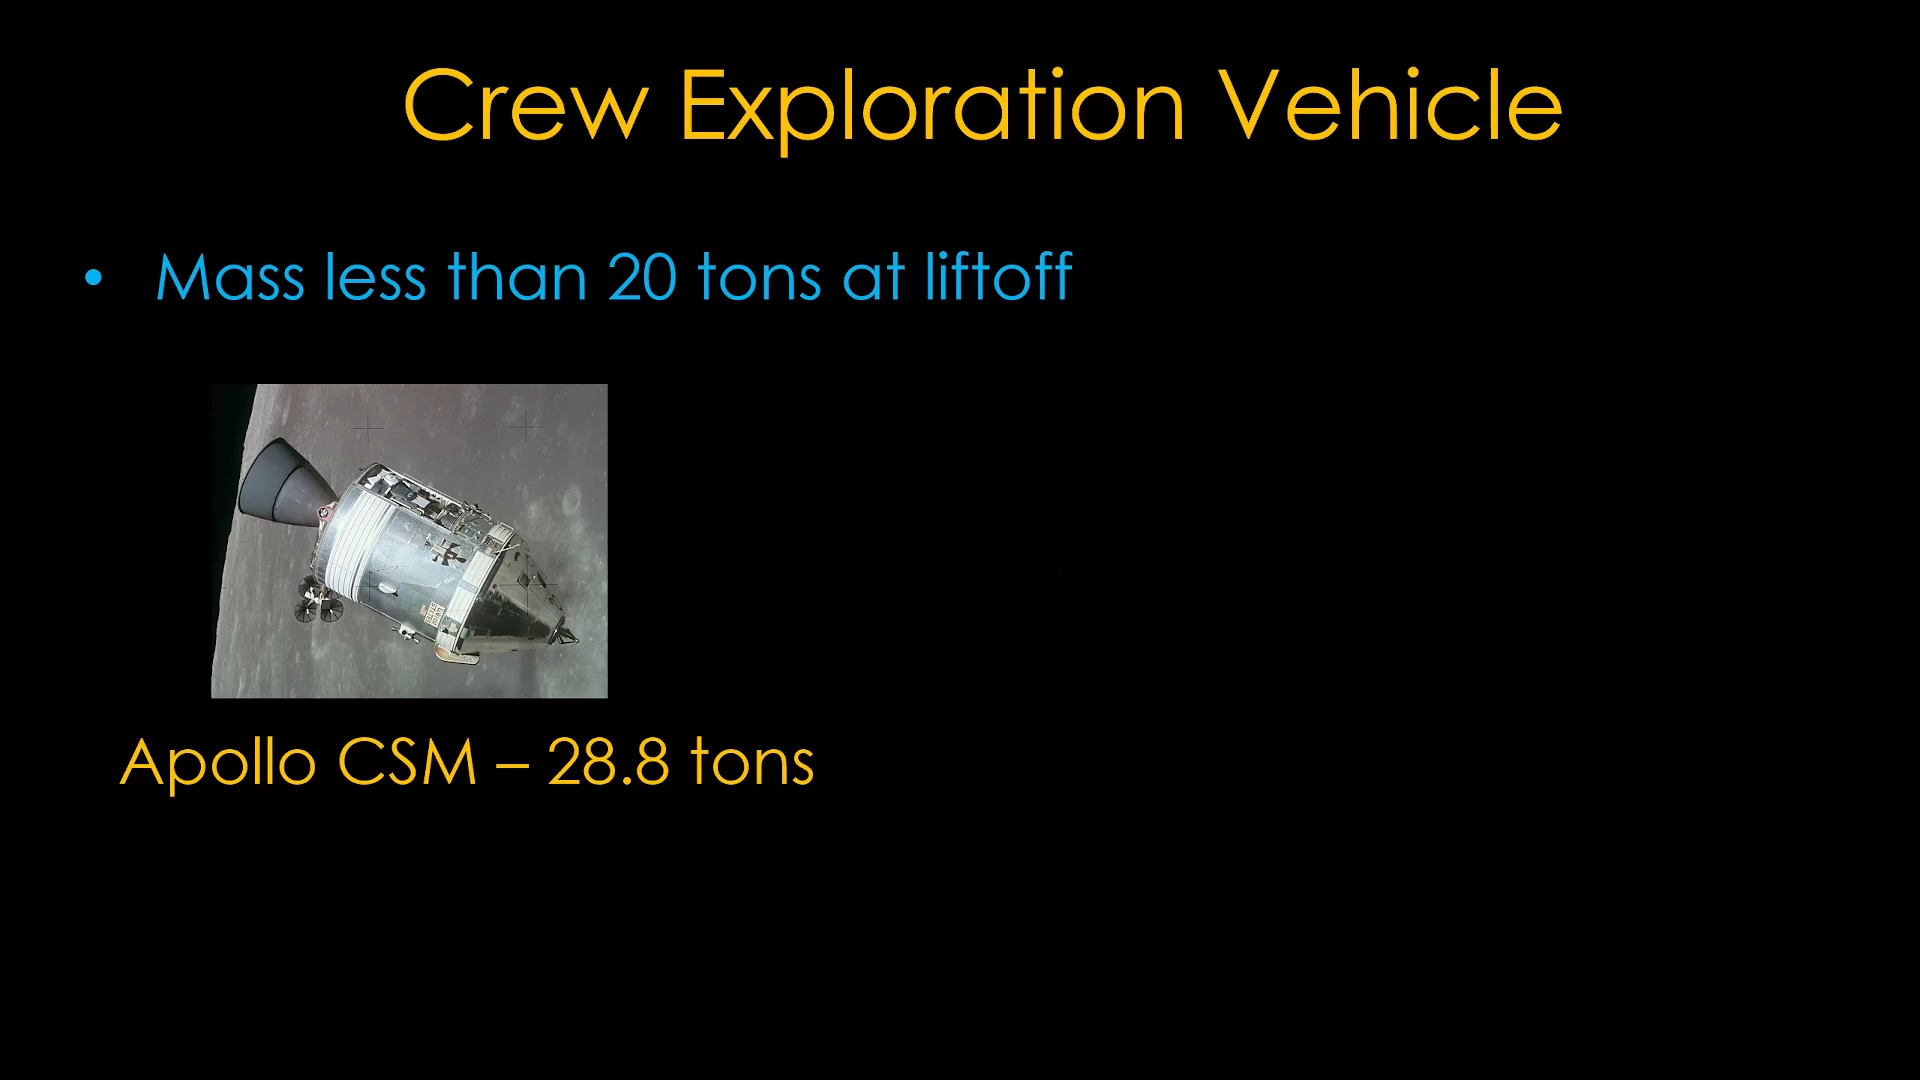 Crew Exploration Vehicle
• Mass less than 20 tons at liftoff
Apollo CSM – 28.8 tons